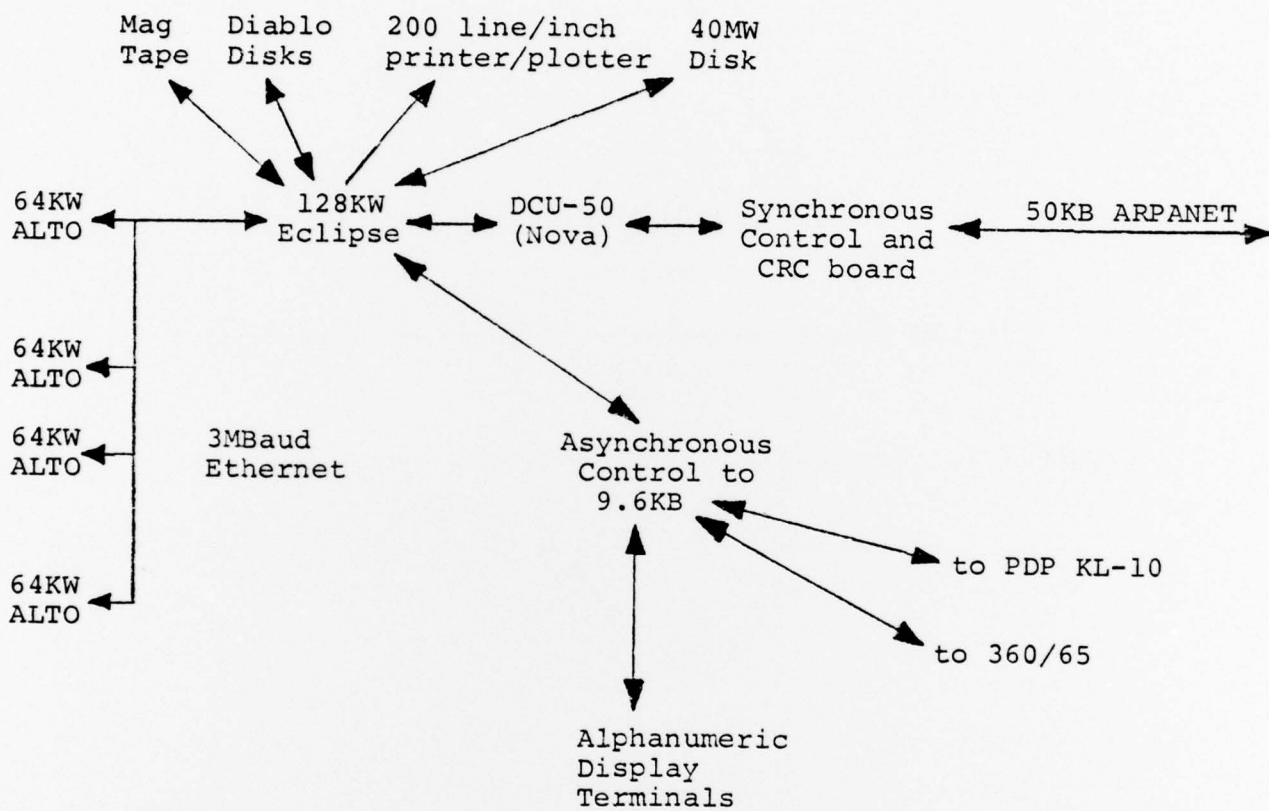 Mag
Tape
Diablo
Disks
200 line/inch
printer/plotter
40MW
Disk
64KW
ALTO
128KW
Eclipse
DCU-50
(Nova)
Synchronous
Control and
CRC board
50KB ARPANET
64KW
ALTO
64KW
ALTO
3MBaud
Ethernet
Asynchronous
Control to
9.6KB
64KW
ALTO
to PDP KL-10
to 360/65
Alphanumeric
Display
Terminals